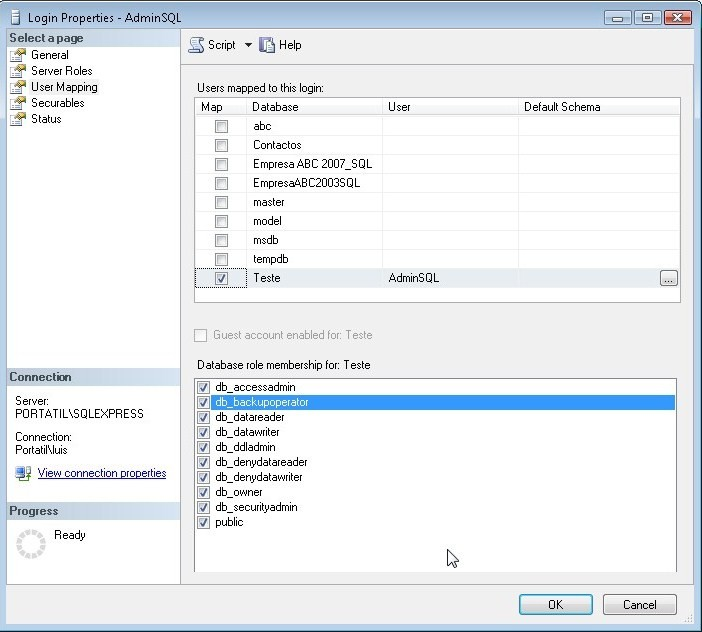 Login Properties - AdminSQL
Select a page
General
Server Roles
User Mapping
Securables
Status
Script Help
Users mapped to this login:
Map Database User Default Schema
abc
Contactos
Empresa ABC 2007_SQL
EmpresaABC2003SQL
master
model
msdb
tempdb
Teste AdminSQL ...
Guest account enabled for: Teste
Database role membership for: Teste
db_accessadmin
db_backupoperator
db_datareader
db_datawriter
db_ddladmin
db_denydatareader
db_denydatawriter
db_owner
db_securityadmin
public
Connection
Server:
PORTATIL\SQLEXPRESS
Connection:
Portatil\luis
View connection properties
Progress
Ready
OK Cancel